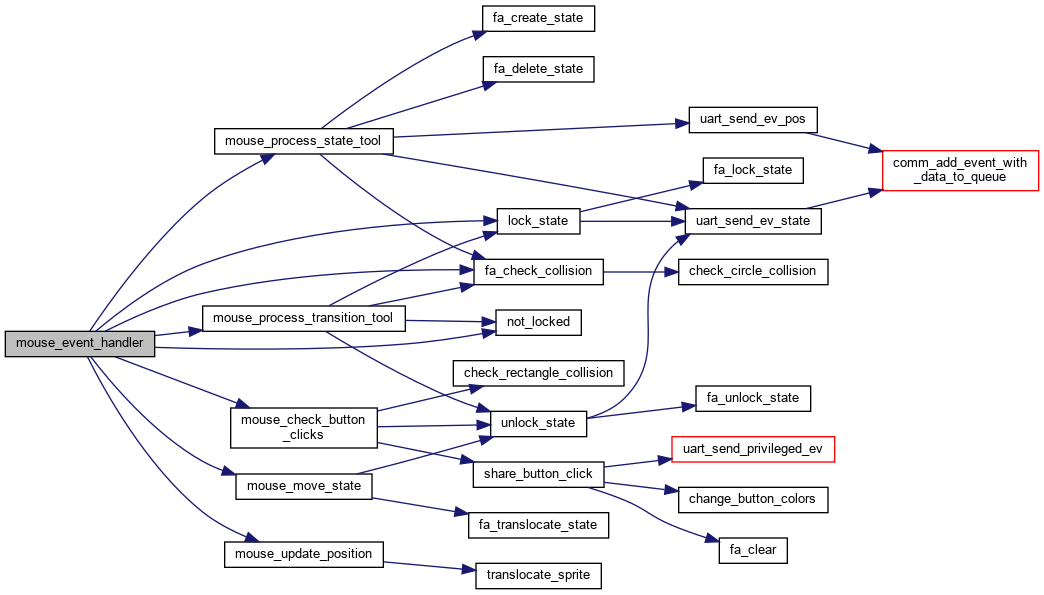 fa_create_state
fa_delete_state
uart_send_ev_pos
mouse_process_state_tool
comm_add_event_with
_data_to_queue
fa_lock_state
lock_state
uart_send_ev_state
fa_check_collision
check_circle_collision
mouse_process_transition_tool
not_locked
mouse_event_handler
check_rectangle_collision
fa_unlock_state
mouse_check_button
_clicks
unlock_state
uart_send_privileged_ev
share_button_click
mouse_move_state
change_button_colors
fa_translocate_state
fa_clear
mouse_update_position
translocate_sprite